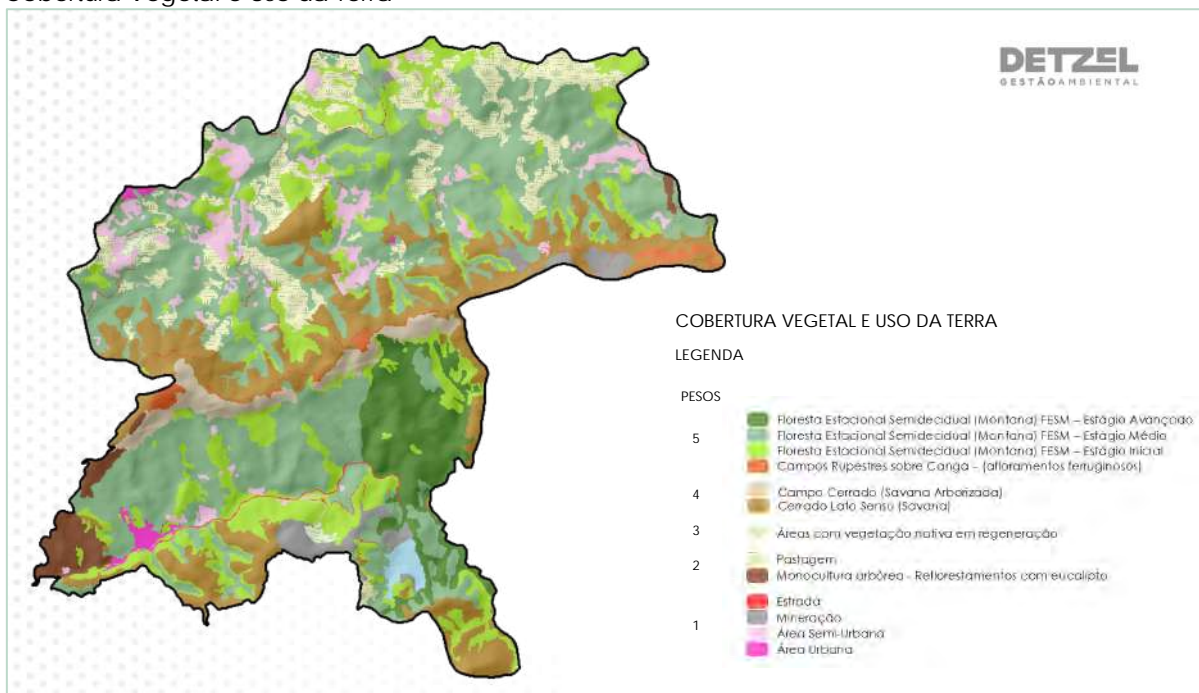 Cobertura Vegetal e Uso da Terra
DETZEL
GESTÃOAMBIENTAL
COBERTURA VEGETAL E USO DA TERRA
LEGENDA
PESOS
5
Floresta Estacional Semidecidual (Montana) FESM – Estágio Avançado
Floresta Estacional Semidecidual (Montana) FESM – Estágio Médio
Floresta Estacional Semidecidual (Montana) FESM – Estágio Inicial
Campos Rupestres sobre Canga – (afloramentos ferruginosos)
4
Campo Cerrado (Savana Arborizada)
Cerrado Lato Senso (Savana)
3
Áreas com vegetação nativa em regeneração
2
Pastagem
Monocultura arbórea - Reflorestamentos com eucalipto
1
Estrada
Mineração
Área Semi-Urbana
Área Urbana